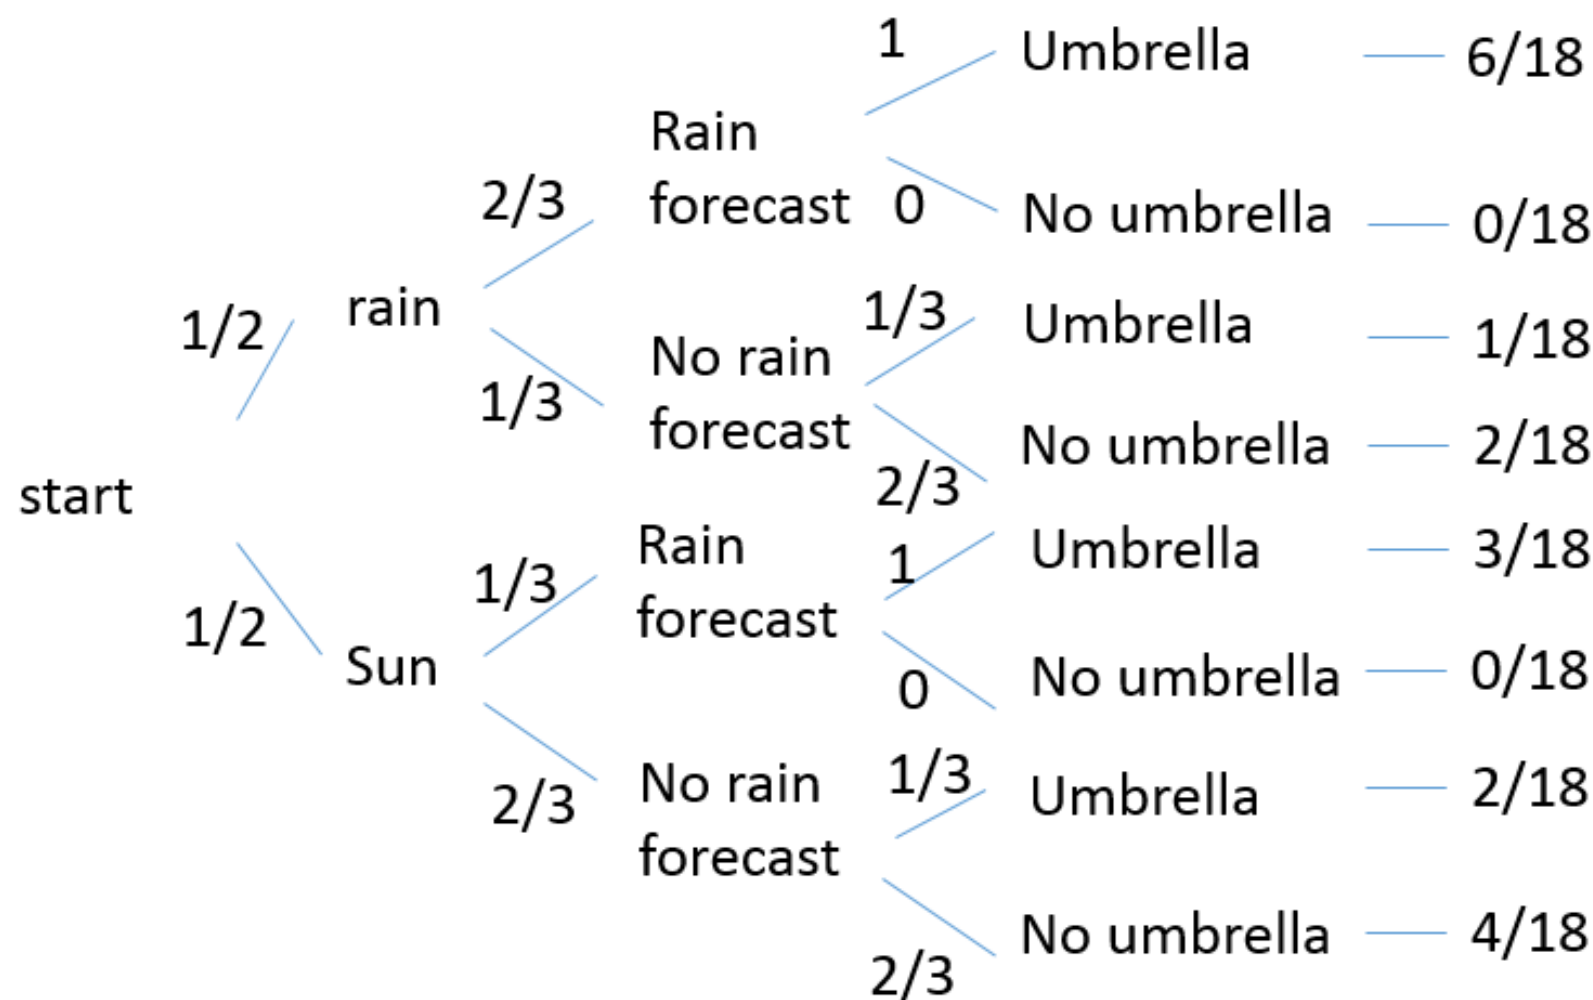 1
Umbrella
6/18
Rain
forecast
2/3
0
No umbrella
0/18
rain
1/2
1/3
Umbrella
1/18
No rain
forecast
1/3
No umbrella
2/18
2/3
start
Rain
forecast
1
Umbrella
3/18
1/3
1/2
Sun
0
No umbrella
0/18
No rain
forecast
1/3
Umbrella
2/18
2/3
No umbrella
4/18
2/3